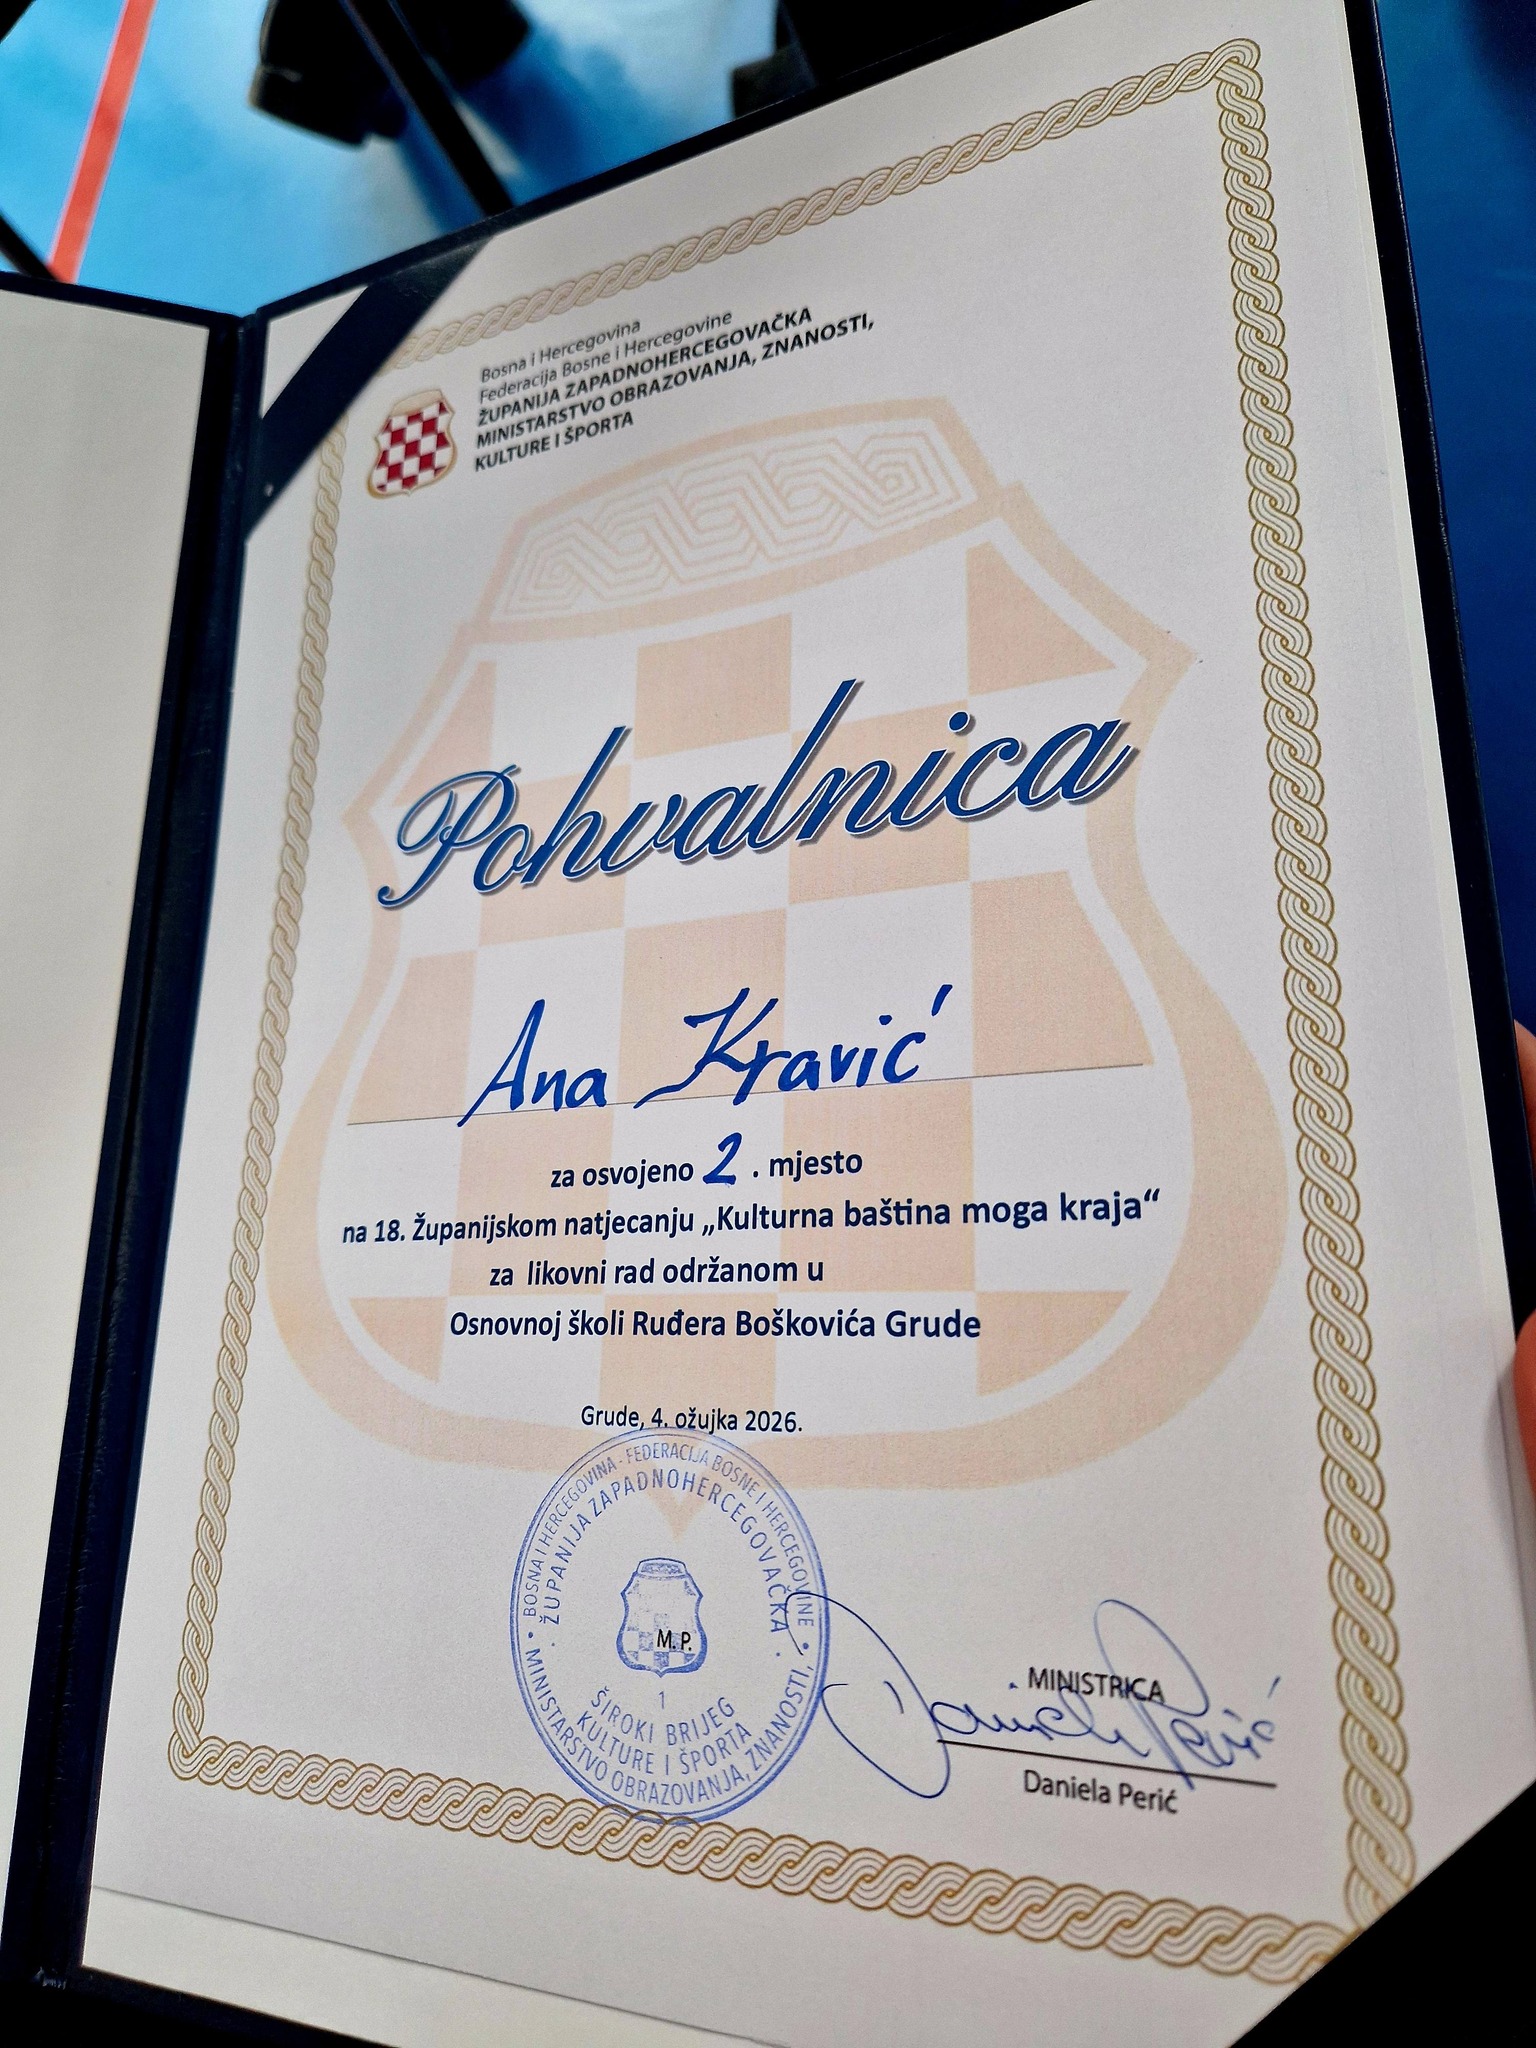 Bosna i Hercegovina
Federacija Bosne i Hercegovine
ŽUPANIJA ZAPADNOHERCEGOVAČKA
MINISTARSTVO OBRAZOVANJA, ZNANOSTI,
KULTURE I ŠPORTA
Pohvalnica
Ana Kravić
za osvojeno 2. mjesto
na 18. Županijskom natjecanju „Kulturna baština moga kraja“
za likovni rad održanom u
Osnovnoj školi Ruđera Boškovića Grude
Grude, 4. ožujka 2026.
BOSNA I HERCEGOVINA - FEDERACIJA BOSNE I HERCEGOVINE
ŽUPANIJA ZAPADNOHERCEGOVAČKA
M.P.
1
ŠIROKI BRIJEG
KULTURE I ŠPORTA
MINISTARSTVO OBRAZOVANJA, ZNANOSTI,
MINISTRICA
Daniela Perić
Daniela Perić